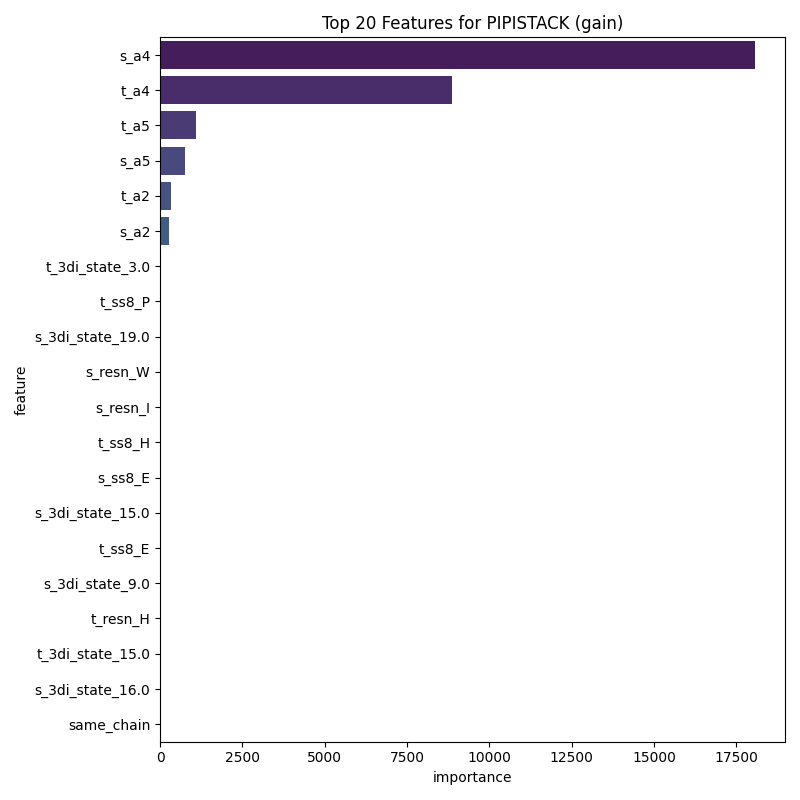 Top 20 Features for PIPISTACK (gain)
s_a4
t_a4
t_a5
s_a5
t_a2
s_a2
t_3di_state_3.0
t_ss8_P
s_3di_state_19.0
s_resn_W
s_resn_I
t_ss8_H
s_ss8_E
s_3di_state_15.0
t_ss8_E
s_3di_state_9.0
t_resn_H
t_3di_state_15.0
s_3di_state_16.0
same_chain
feature
0 2500 5000 7500 10000 12500 15000 17500
importance